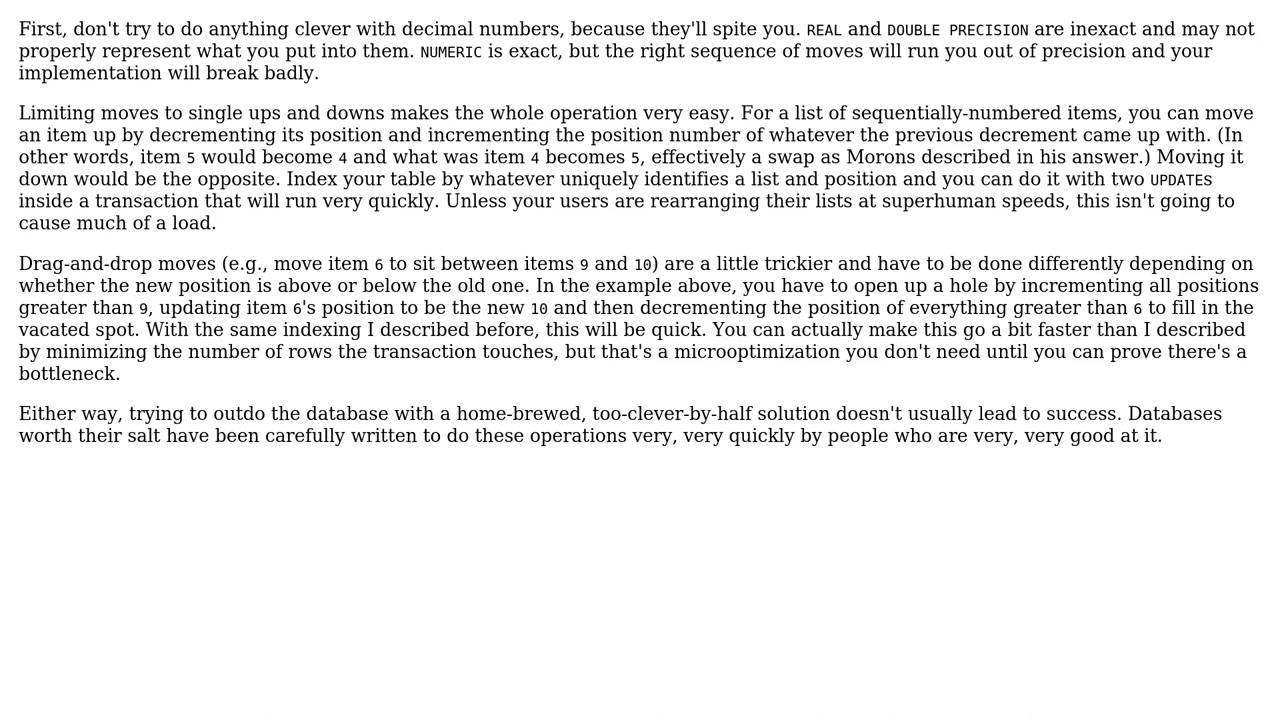 First, don't try to do anything clever with decimal numbers, because they'll spite you. REAL and DOUBLE PRECISION are inexact and may not
properly represent what you put into them. NUMERIC is exact, but the right sequence of moves will run you out of precision and your
implementation will break badly.
Limiting moves to single ups and downs makes the whole operation very easy. For a list of sequentially-numbered items, you can move
an item up by decrementing its position and incrementing the position number of whatever the previous decrement came up with. (In
other words, item 5 would become 4 and what was item 4 becomes 5, effectively a swap as Morons described in his answer.) Moving it
down would be the opposite. Index your table by whatever uniquely identifies a list and position and you can do it with two UPDATEs
inside a transaction that will run very quickly. Unless your users are rearranging their lists at superhuman speeds, this isn't going to
cause much of a load.
Drag-and-drop moves (e.g., move item 6 to sit between items 9 and 10) are a little trickier and have to be done differently depending on
whether the new position is above or below the old one. In the example above, you have to open up a hole by incrementing all positions
greater than 9, updating item 6's position to be the new 10 and then decrementing the position of everything greater than 6 to fill in the
vacated spot. With the same indexing I described before, this will be quick. You can actually make this go a bit faster than I described
by minimizing the number of rows the transaction touches, but that's a microoptimization you don't need until you can prove there's a
bottleneck.
Either way, trying to outdo the database with a home-brewed, too-clever-by-half solution doesn't usually lead to success. Databases
worth their salt have been carefully written to do these operations very, very quickly by people who are very, very good at it.